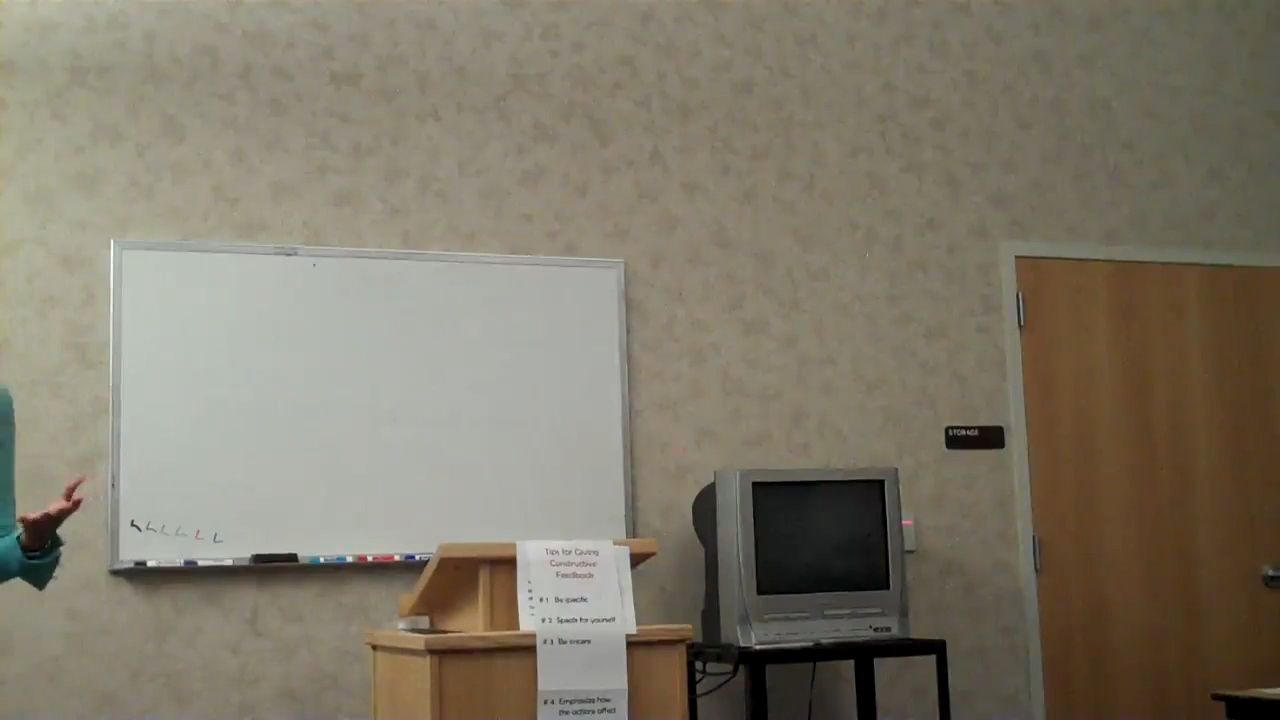 STORAGE
Tips for Giving
Constructive
Feedback
# 1 Be specific
# 2 Speak for yourself
# 3 Be sincere
# 4 Emphasize how
the actions affect